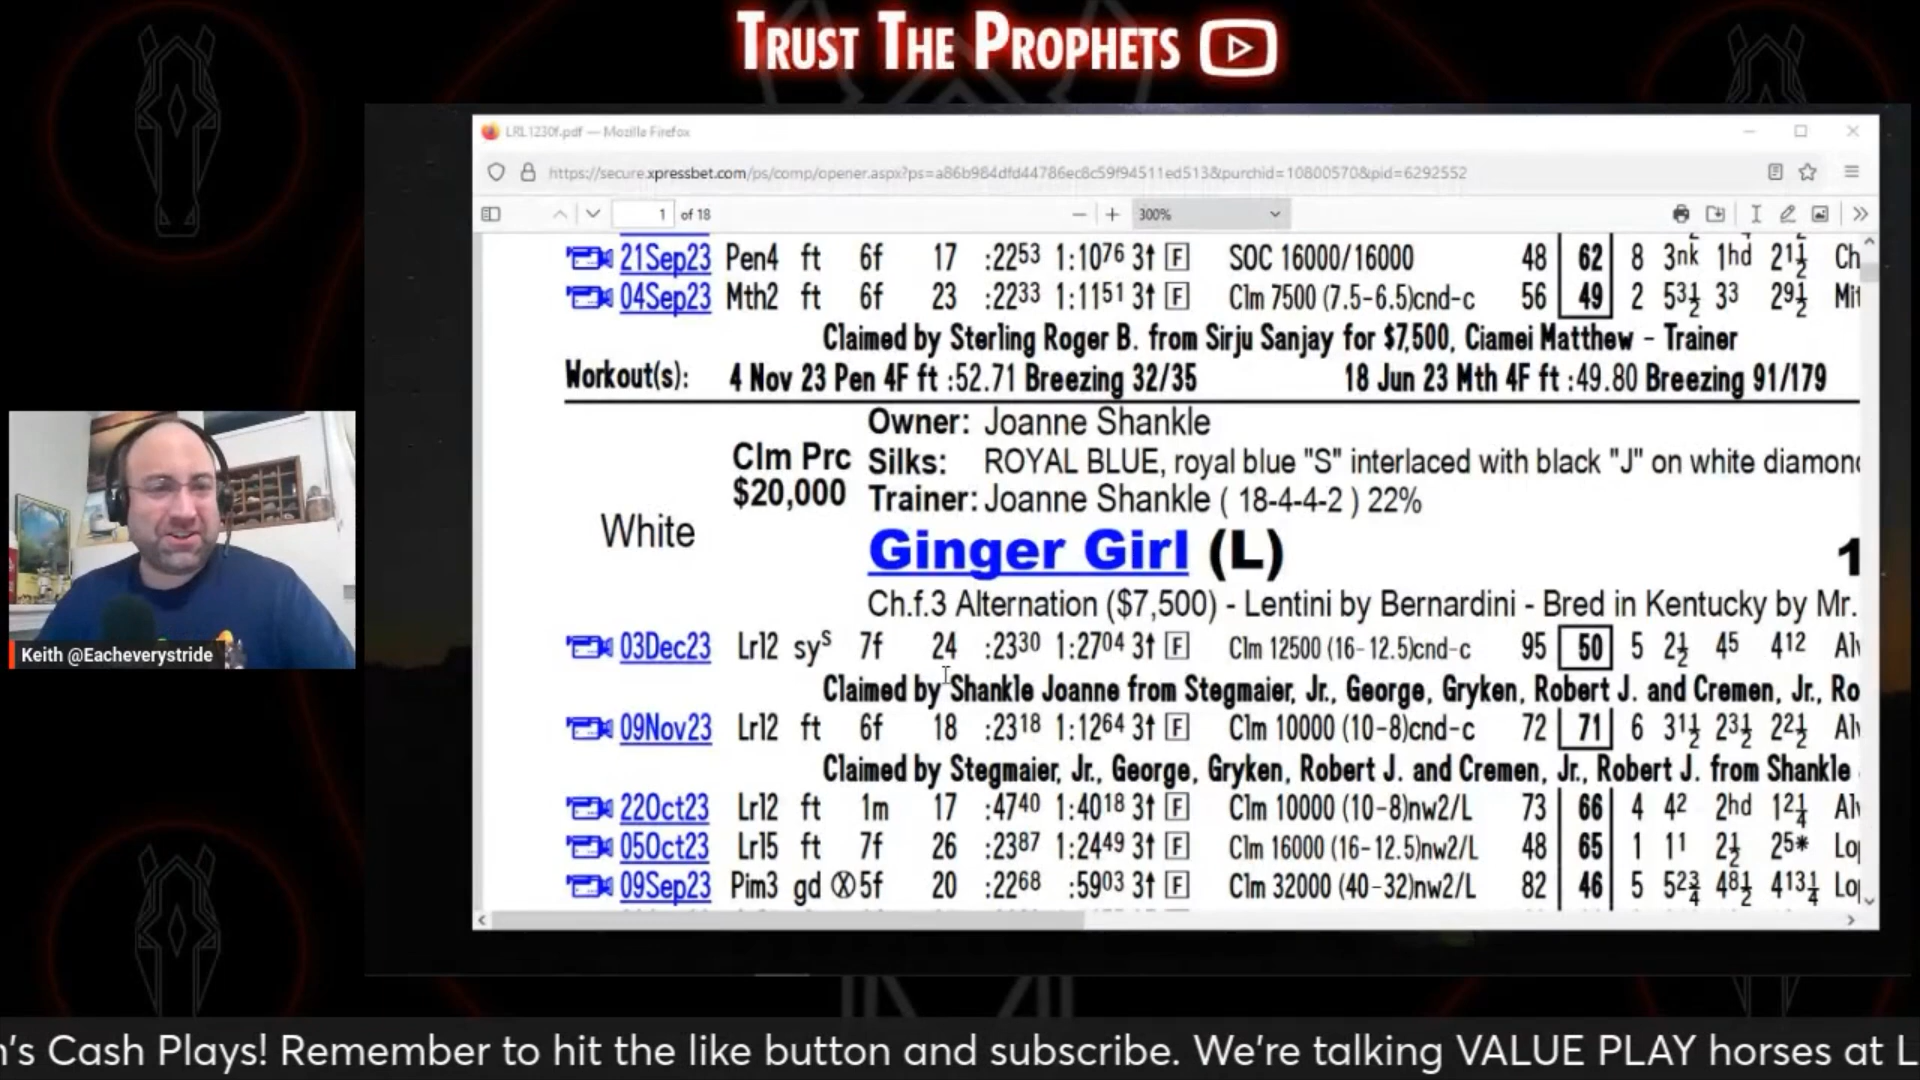 TRUST THE PROPHETS
LRL1230f.pdf — Mozilla Firefox
https://secure.xpressbet.com/ps/comp/opener.aspx?ps=a86b984dfd44786ec8c59f94511ed513&purchid=10800570&pid=6292552
1 of 18
300%
21Sep23 Pen4 ft 6f 17 :22⁵³ 1:10⁷⁶ 3↑ F SOC 16000/16000 48 62 8 3nk 1hd 21½ Ch
04Sep23 Mth2 ft 6f 23 :22³³ 1:11⁵¹ 3↑ F Clm 7500 (7.5-6.5)cnd-c 56 49 2 53½ 3³ 29½ Mit
Claimed by Sterling Roger B. from Sirju Sanjay for $7,500, Ciamei Matthew - Trainer
Workout(s): 4 Nov 23 Pen 4F ft :52.71 Breezing 32/35 18 Jun 23 Mth 4F ft :49.80 Breezing 91/179
Owner: Joanne Shankle
Clm Prc Silks: ROYAL BLUE, royal blue "S" interlaced with black "J" on white diamon
$20,000 Trainer: Joanne Shankle ( 18-4-4-2 ) 22%
White
Ginger Girl (L) 1
Ch.f.3 Alternation ($7,500) - Lentini by Bernardini - Bred in Kentucky by Mr.
03Dec23 Lrl2 syˢ 7f 24 :23³⁰ 1:27⁰⁴ 3↑ F Clm 12500 (16-12.5)cnd-c 95 50 5 2½ 4⁵ 4¹² Al
Claimed by Shankle Joanne from Stegmaier, Jr., George, Gryken, Robert J. and Cremen, Jr., Ro
09Nov23 Lrl2 ft 6f 18 :23¹⁸ 1:12⁶⁴ 3↑ F Clm 10000 (10-8)cnd-c 72 71 6 31½ 23½ 22½ Al
Claimed by Stegmaier, Jr., George, Gryken, Robert J. and Cremen, Jr., Robert J. from Shankle
22Oct23 Lrl2 ft 1m 17 :47⁴⁰ 1:40¹⁸ 3↑ F Clm 10000 (10-8)nw2/L 73 66 4 4² 2hd 12¼ Al
05Oct23 Lrl5 ft 7f 26 :23⁸⁷ 1:24⁴⁹ 3↑ F Clm 16000 (16-12.5)nw2/L 48 65 1 1¹ 2½ 2⁵* Lo
09Sep23 Pim3 gd Ⓧ5f 20 :22⁶⁸ :59⁰³ 3↑ F Clm 32000 (40-32)nw2/L 82 46 5 52¾ 48½ 413¼ Lo
Keith @Eacheverystride
n's Cash Plays! Remember to hit the like button and subscribe. We're talking VALUE PLAY horses at L